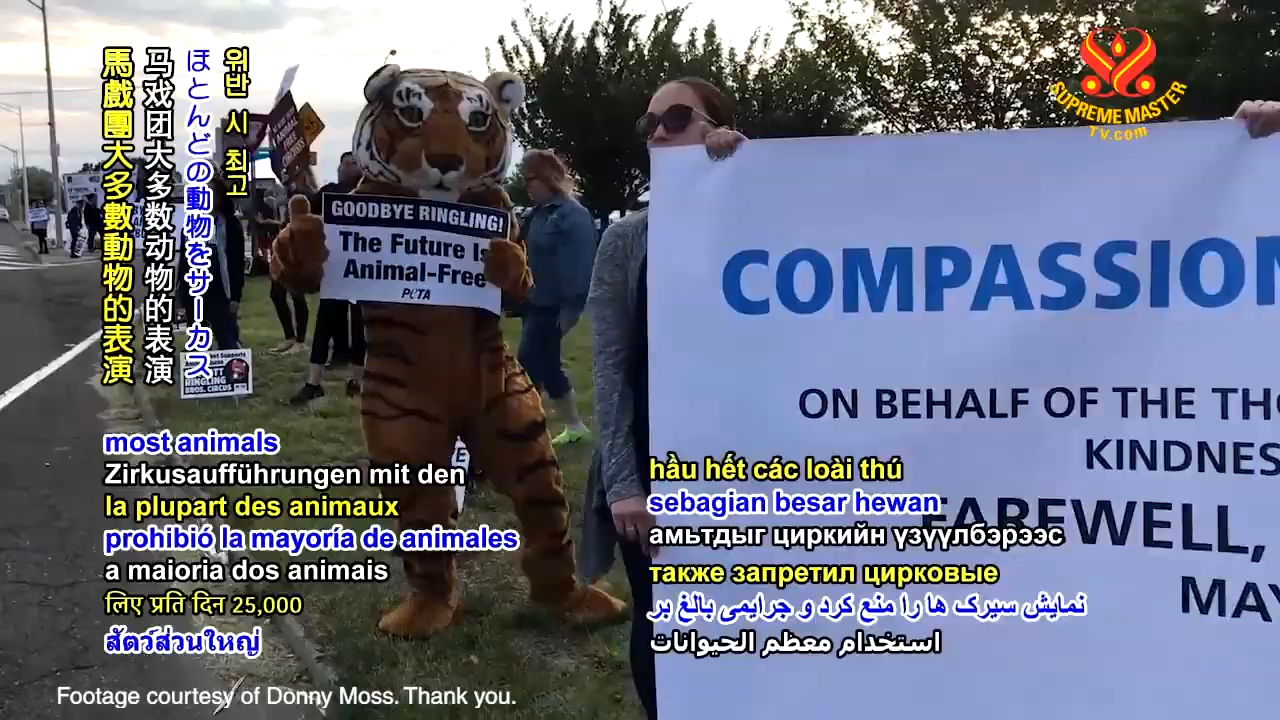 위반 시 최고
ほとんどの動物をサーカス
马戏团大多数动物的表演
馬戲團大多數動物的表演
SUPREME MASTER
TV.com
GOODBYE RINGLING!
The Future Is
Animal-Free
PETA
RINGLING
BROS. CIRCUS
COMPASSION
ON BEHALF OF THE
KINDNES
FAREWELL,
MA
most animals
Zirkusaufführungen mit den
la plupart des animaux
prohibió la mayoría de animales
a maioria dos animais
लिए प्रति दिन 25,000
สัตว์ส่วนใหญ่
hầu hết các loài thú
sebagian besar hewan
амьтдыг циркийн үзүүлбэрээс
также запретил цирковые
نمایش سیرک ها را منع کرد و جرایمی بالغ بر
استخدام معظم الحيوانات
Footage courtesy of Donny Moss. Thank you.